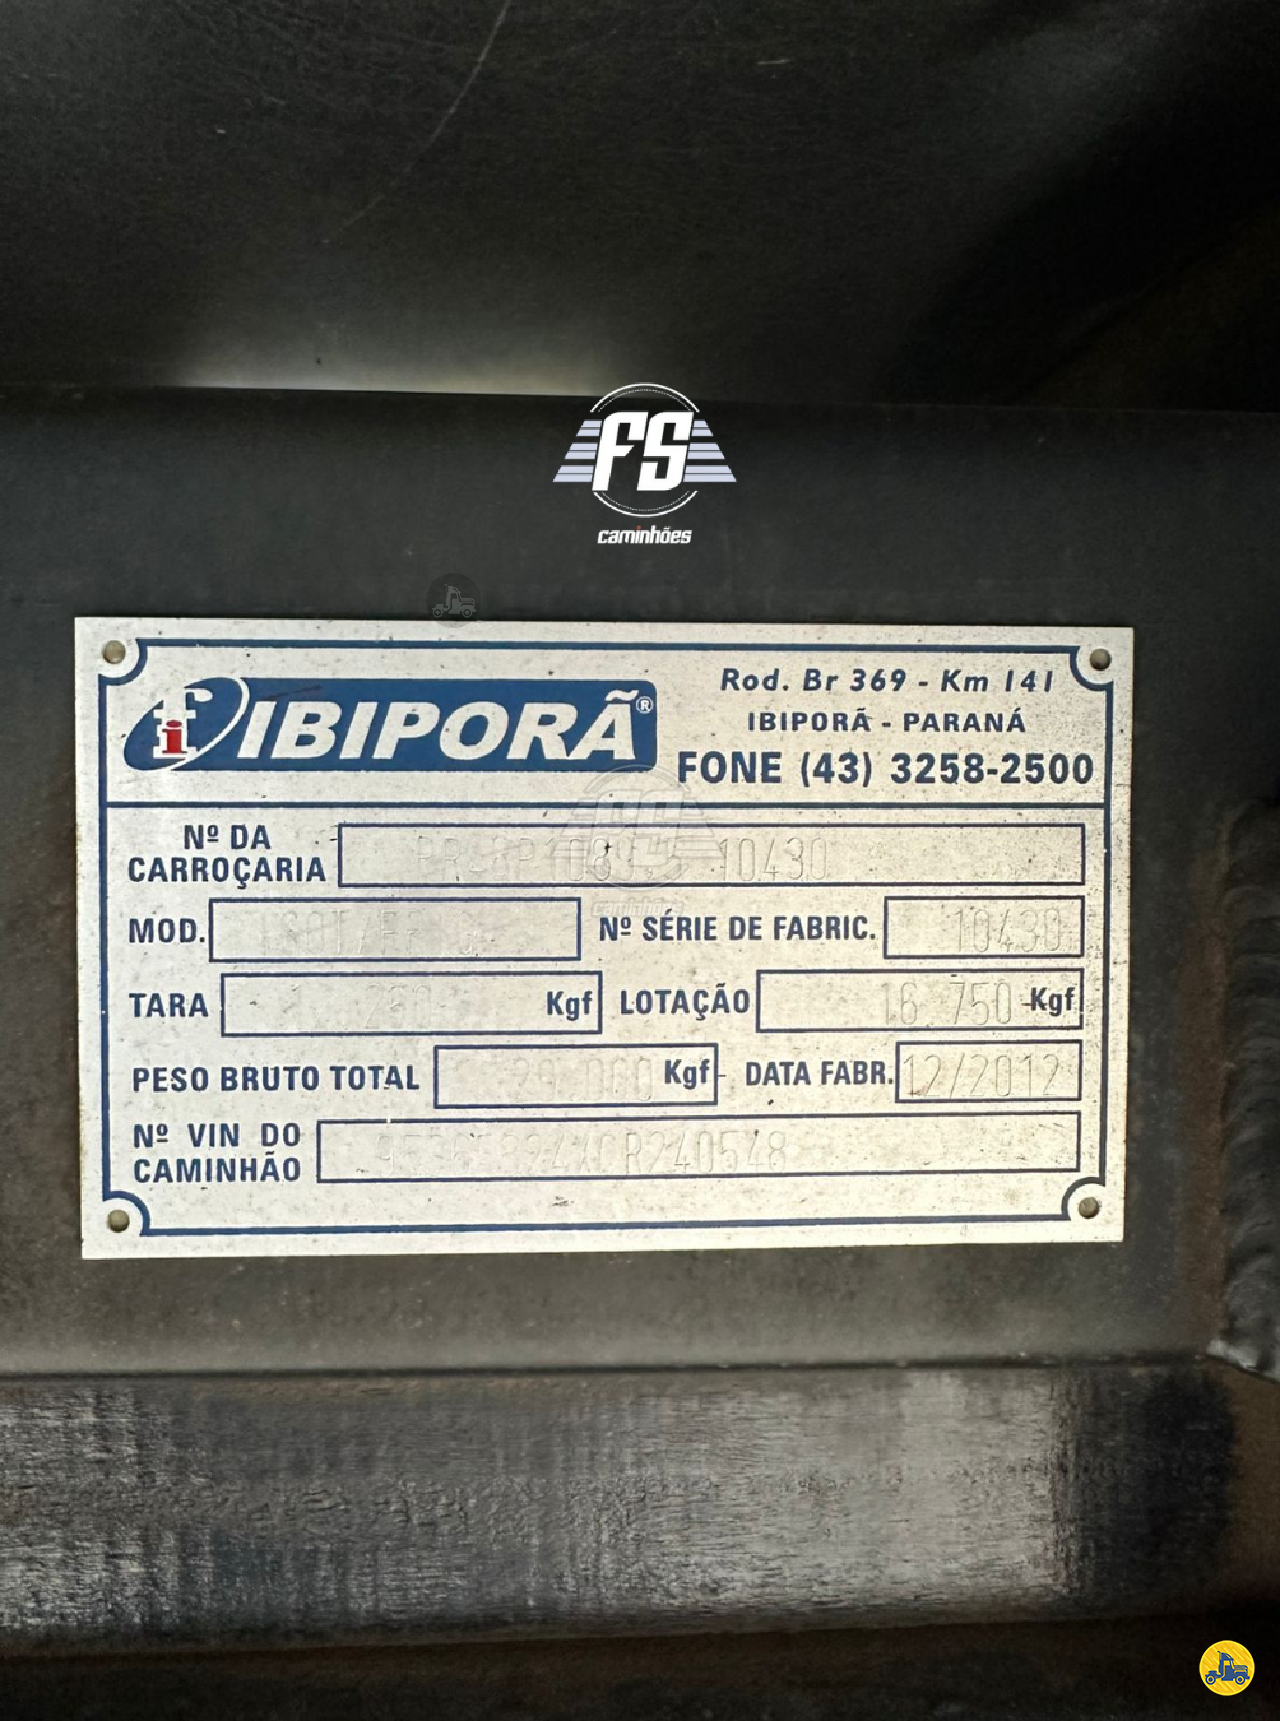 FS
caminhões
fi IBIPORÃ®
Rod. Br 369 - Km 141
IBIPORÃ - PARANÁ
FONE (43) 3258-2500
Nº DA
CARROÇARIA
10430
MOD.
Nº SÉRIE DE FABRIC. 10430
TARA Kgf LOTAÇÃO 16 750 Kgf
PESO BRUTO TOTAL Kgf DATA FABR. 12/2012
Nº VIN DO
CAMINHÃO